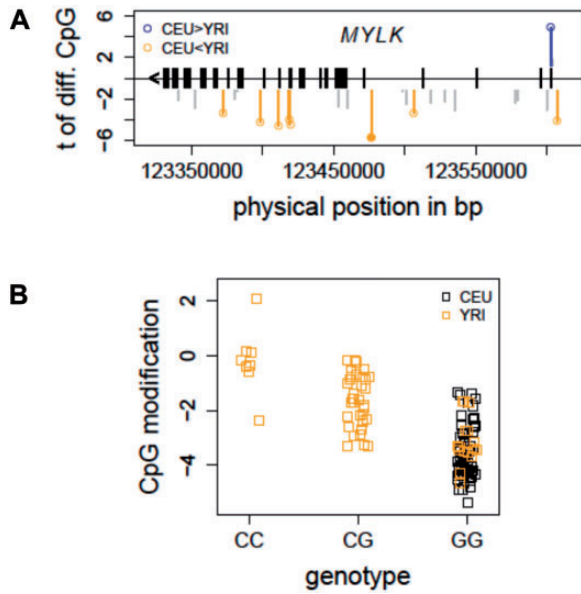 A
t of diff. CpG
6
2
-2
-6
CEU>YRI
CEU<YRI
MYLK
123350000
123450000
123550000
physical position in bp
B
CpG modification
2
0
−2
−4
CEU
YRI
CC
CG
GG
genotype